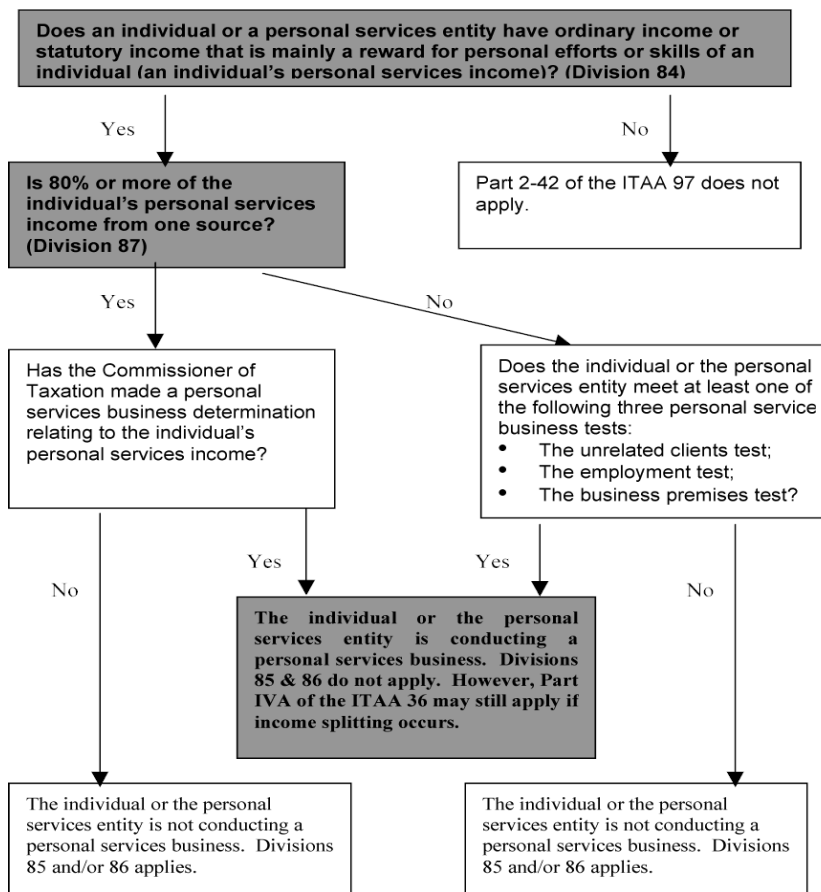 Does an individual or a personal services entity have ordinary income or
statutory income that is mainly a reward for personal efforts or skills of an
individual (an individual's personal services income)? (Division 84)
Yes
No
Is 80% or more of the
individual's personal services
income from one source?
(Division 87)
Part 2-42 of the ITAA 97 does not
apply.
Yes
No
Has the Commissioner of
Taxation made a personal
services business determination
relating to the individual's
personal services income?
Does the individual or the personal
services entity meet at least one of
the following three personal service
business tests:
• The unrelated clients test;
• The employment test;
• The business premises test?
No
Yes
Yes
No
The individual or the personal
services entity is conducting a
personal services business. Divisions
85 & 86 do not apply. However, Part
IVA of the ITAA 36 may still apply if
income splitting occurs.
The individual or the personal
services entity is not conducting a
personal services business. Divisions
85 and/or 86 applies.
The individual or the personal
services entity is not conducting a
personal services business. Divisions
85 and/or 86 applies.